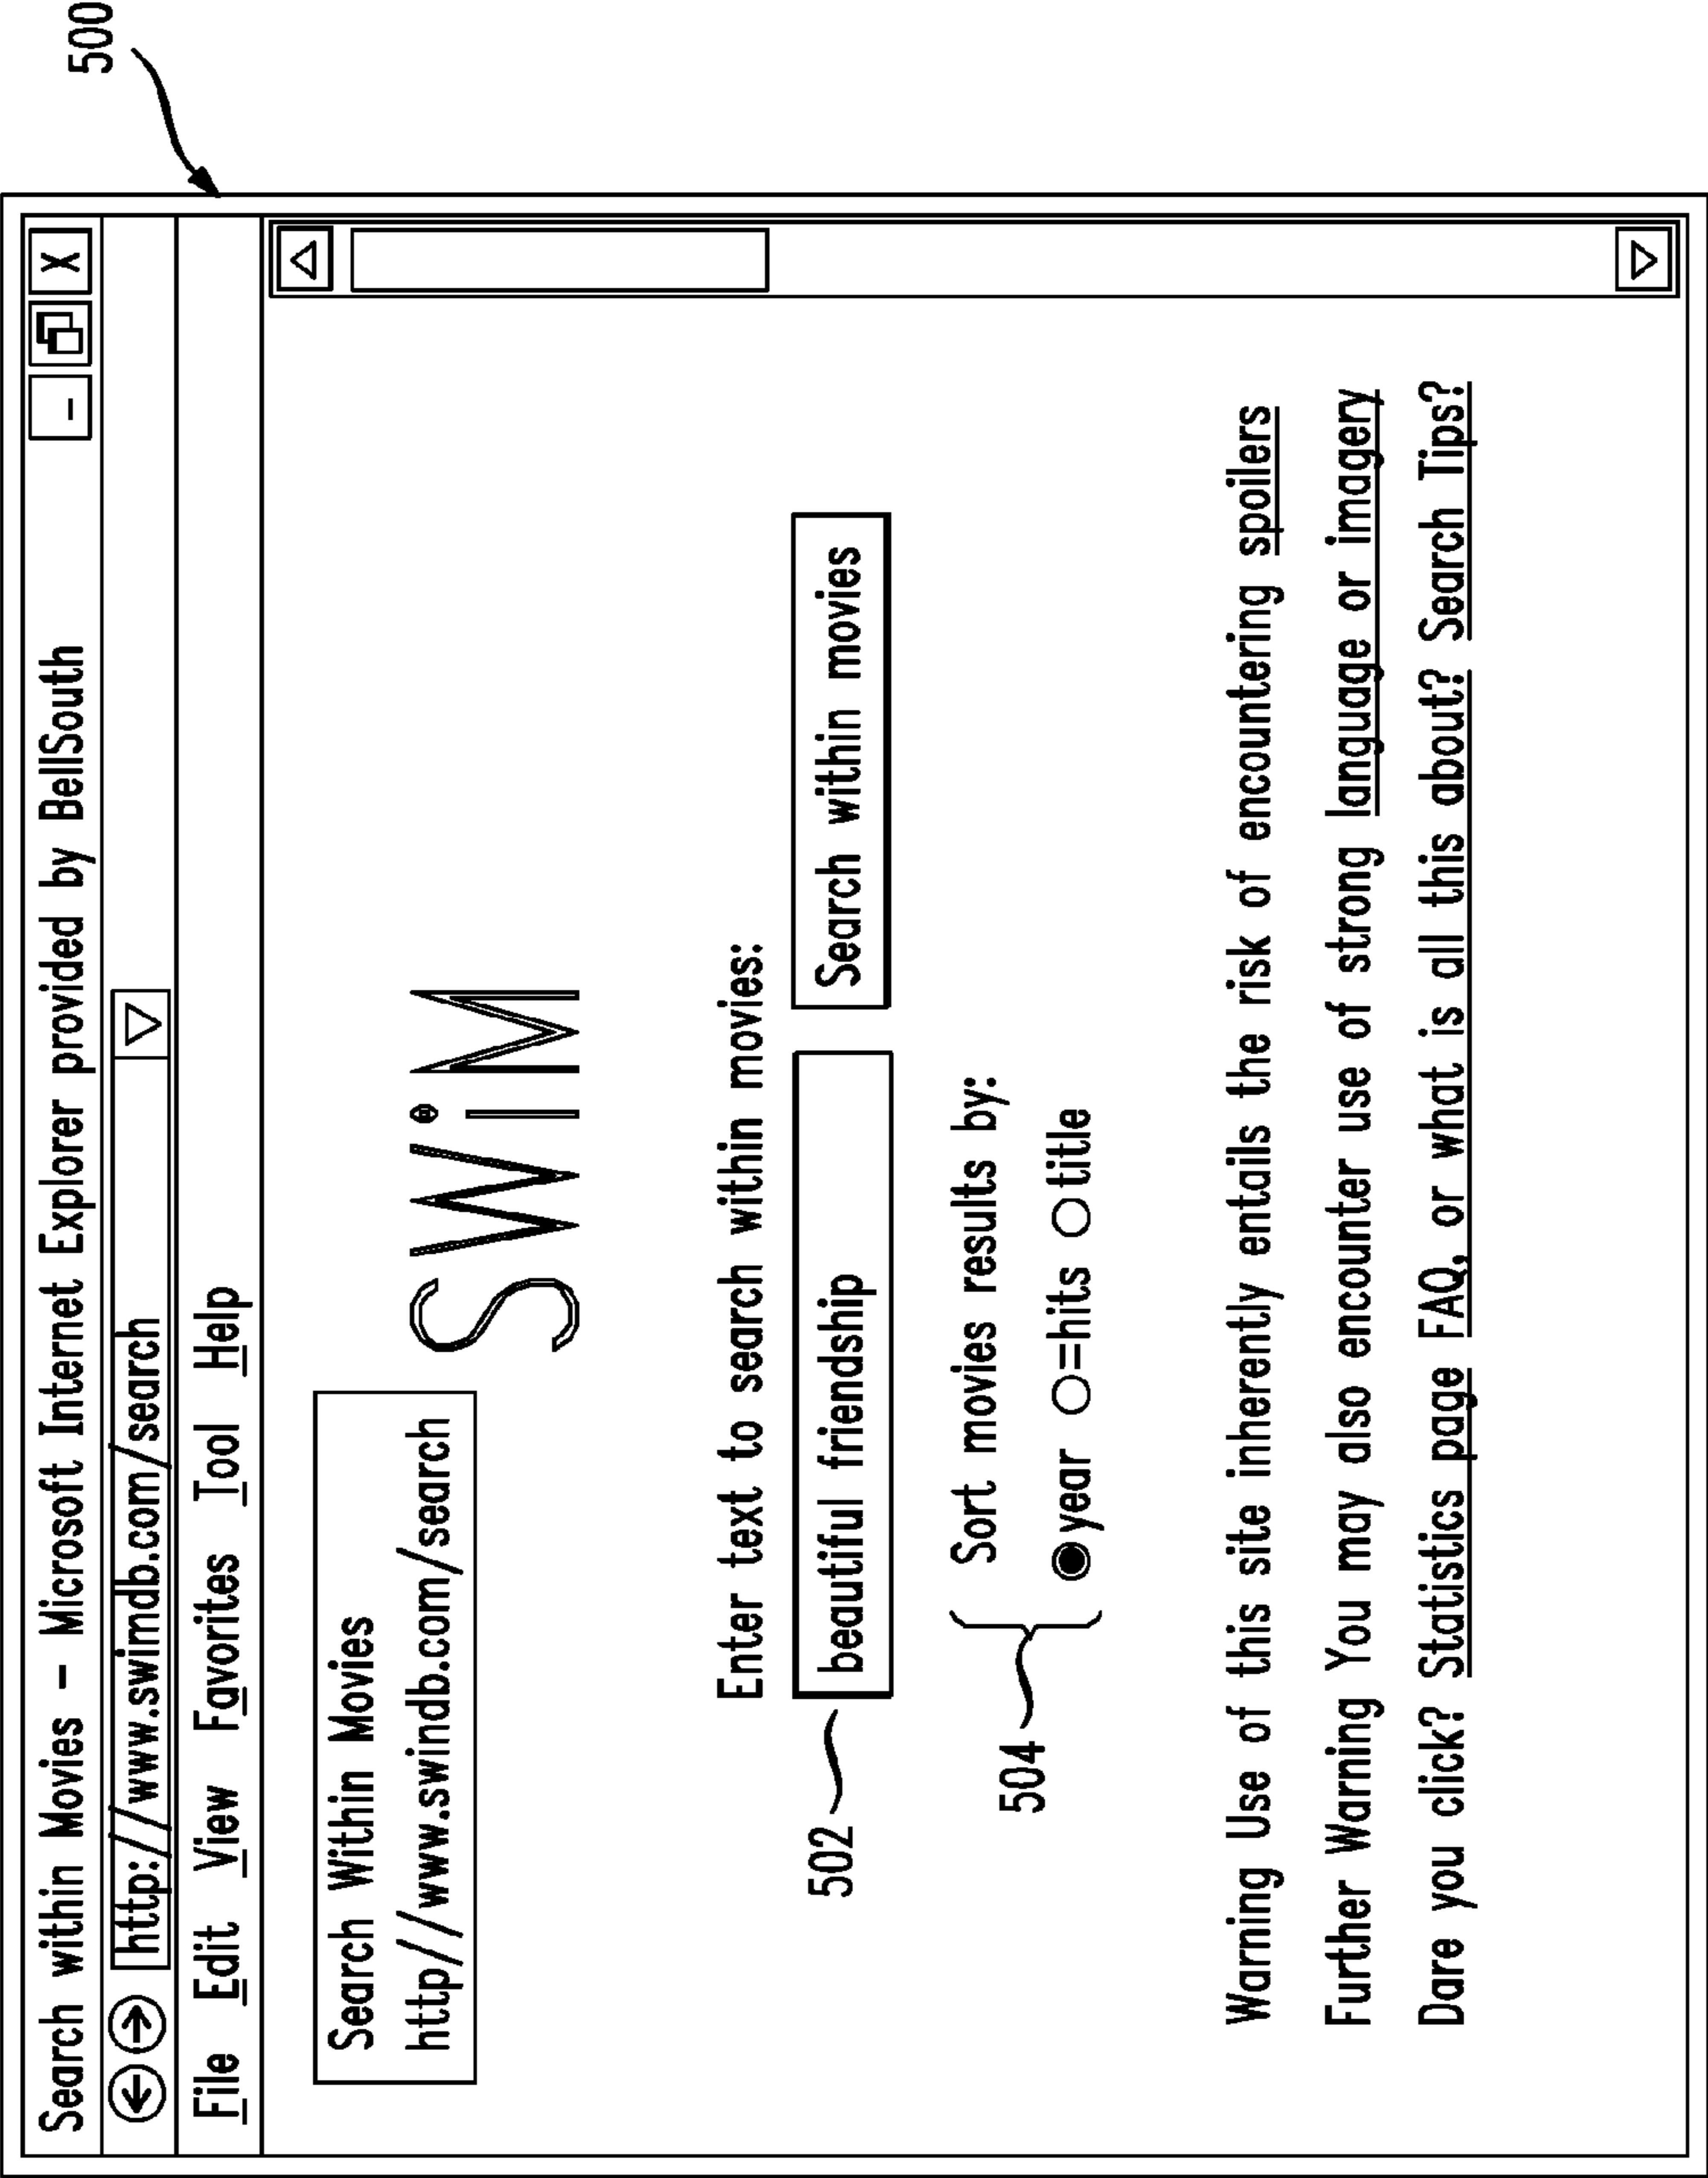 500
Search within Movies - Microsoft Internet Explorer provided by BellSouth
- X
http://www.swimdb.com/search
File Edit View Favorites Tool Help
Search Within Movies
http//www.swindb.com/search
SWiM
Enter text to search within movies:
502 beautiful friendship Search within movies
504 Sort movies results by:
year =hits title
Warning Use of this site inherently entails the risk of encountering spoilers
Further Warning You may also encounter use of strong language or imagery
Dare you click? Statistics page FAQ, or what is all this about? Search Tips?